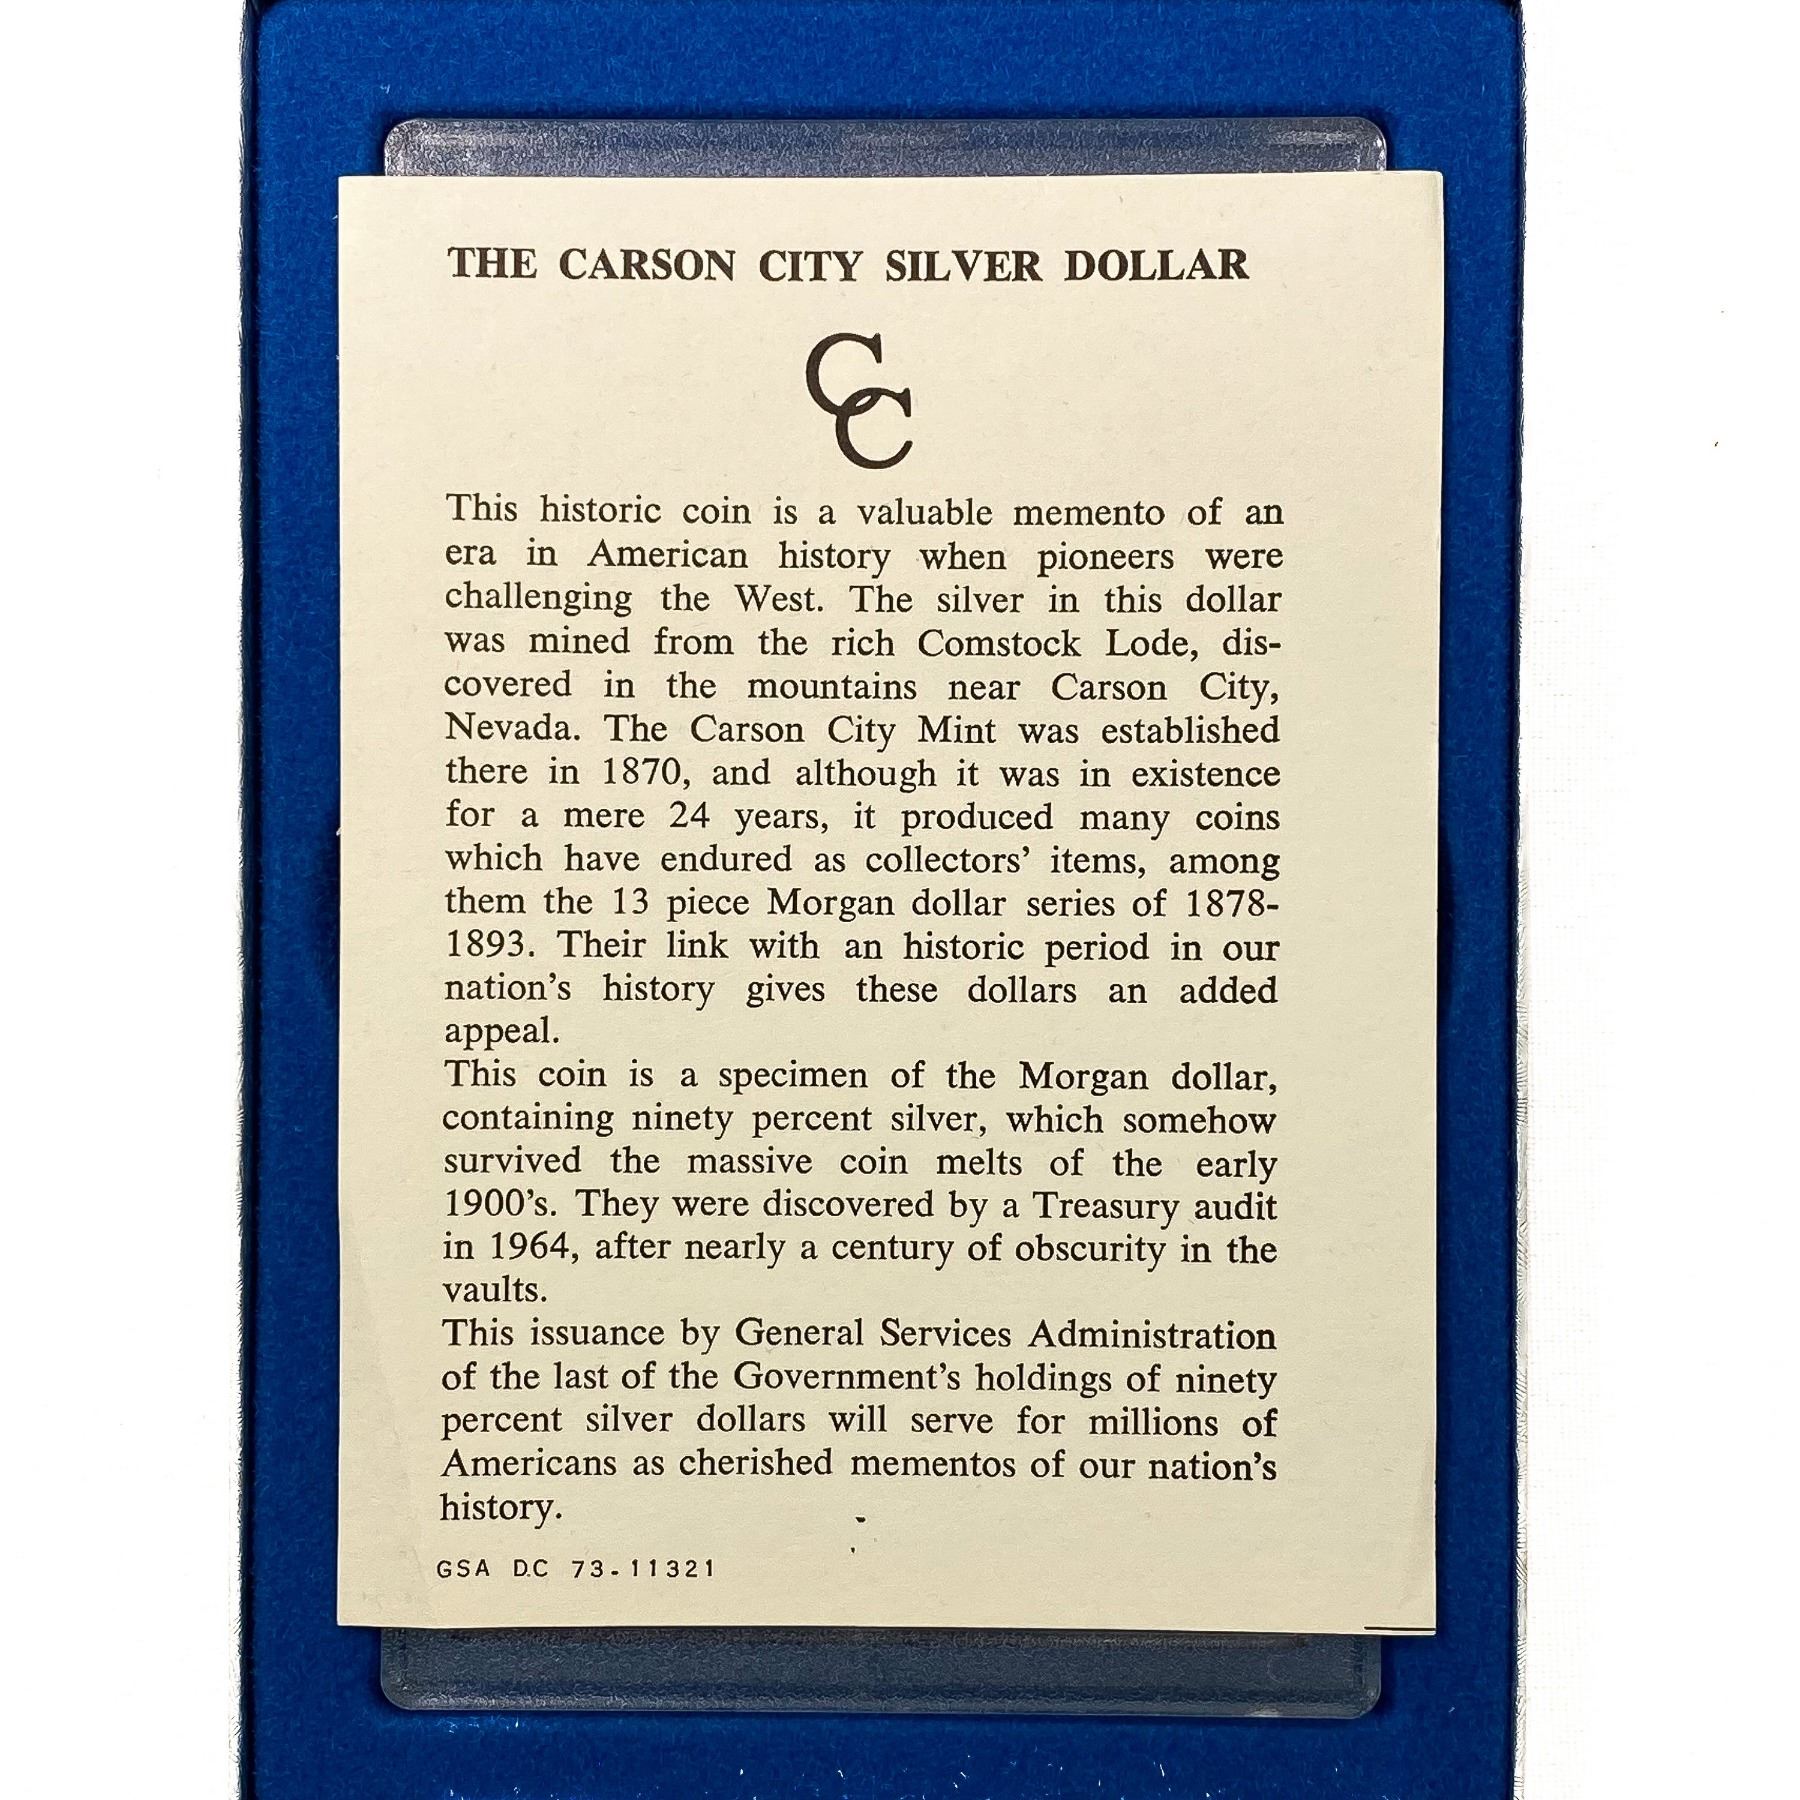 THE CARSON CITY SILVER DOLLAR
CC
This historic coin is a valuable memento of an
era in American history when pioneers were
challenging the West. The silver in this dollar
was mined from the rich Comstock Lode, dis-
covered in the mountains near Carson City,
Nevada. The Carson City Mint was established
there in 1870, and although it was in existence
for a mere 24 years, it produced many coins
which have endured as collectors’ items, among
them the 13 piece Morgan dollar series of 1878-
1893. Their link with an historic period in our
nation’s history gives these dollars an added
appeal.
This coin is a specimen of the Morgan dollar,
containing ninety percent silver, which somehow
survived the massive coin melts of the early
1900’s. They were discovered by a Treasury audit
in 1964, after nearly a century of obscurity in the
vaults.
This issuance by General Services Administration
of the last of the Government’s holdings of ninety
percent silver dollars will serve for millions of
Americans as cherished mementos of our nation’s
history.
GSA D.C 73-11321